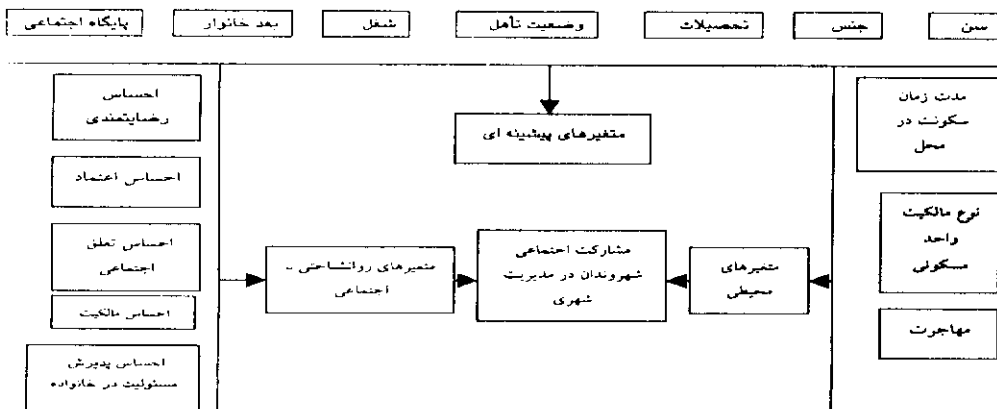 سن
جنس
تحصیلات
وضعیت تأهل
شغل
بعد خانوار
پایگاه اجتماعی
متغیرهای پیشینه ای
مدت زمان
سکونت در
محل
نوع مالکیت
واحد
مسکونی
مهاجرت
متغیرهای
محیطی
مشارکت اجتماعی
شهروندان در مدیریت
شهری
متغیرهای روانشناختی ـ
اجتماعی
احساس
رضایتمندی
احساس اعتماد
احساس تعلق
اجتماعی
احساس مالکیت
احساس پذیرش
مسئولیت در خانواده